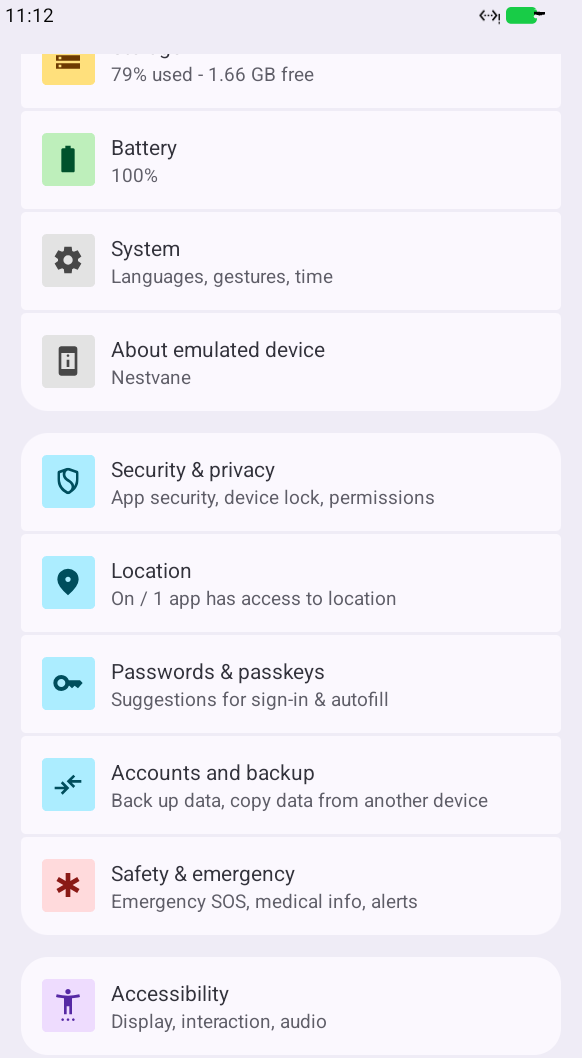 11:12
79% used - 1.66 GB free
Battery
100%
System
Languages, gestures, time
About emulated device
Nestvane
Security & privacy
App security, device lock, permissions
Location
On / 1 app has access to location
Passwords & passkeys
Suggestions for sign-in & autofill
Accounts and backup
Back up data, copy data from another device
Safety & emergency
Emergency SOS, medical info, alerts
Accessibility
Display, interaction, audio